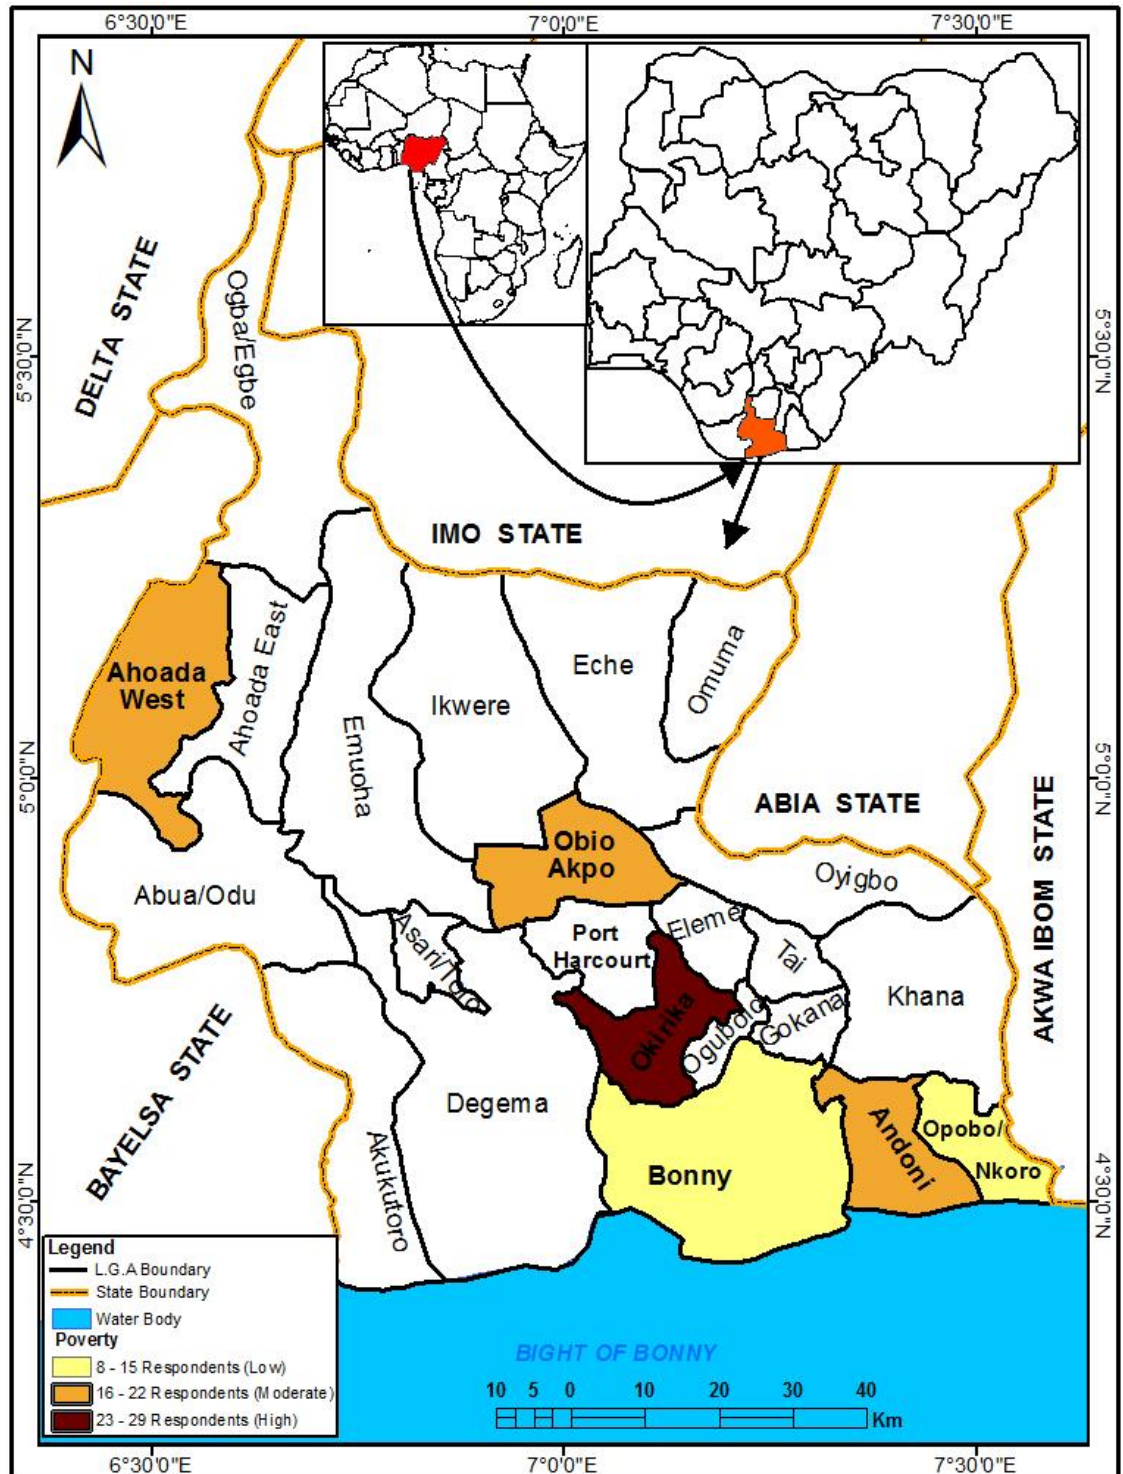 6°30'0"E
7°0'0"E
7°30'0"E
N
5°30'0"N
5°30'0"N
DELTA STATE
Ogba/Egbe
IMO STATE
Ahoada
West
Ahoada East
Emuoha
Ikwere
Eche
Omuma
5°0'0"N
5°0'0"N
ABIA STATE
AKWA IBOM STATE
Obio
Akpo
Oyigbo
Abua/Odu
Asari/Toro
Port
Harcourt
Eleme
Tai
Khana
Okirika
Ogubolo
Gokana
BAYELSA STATE
Degema
Akukutoro
Bonny
Andoni
Opobo/
Nkoro
4°30'0"N
4°30'0"N
Legend
L.G.A Boundary
State Boundary
Water Body
Poverty
8 - 15 Respondents (Low)
16 - 22 Respondents (Moderate)
23 - 29 Respondents (High)
BIGHT OF BONNY
10 5 0 10 20 30 40
Km
6°30'0"E
7°0'0"E
7°30'0"E